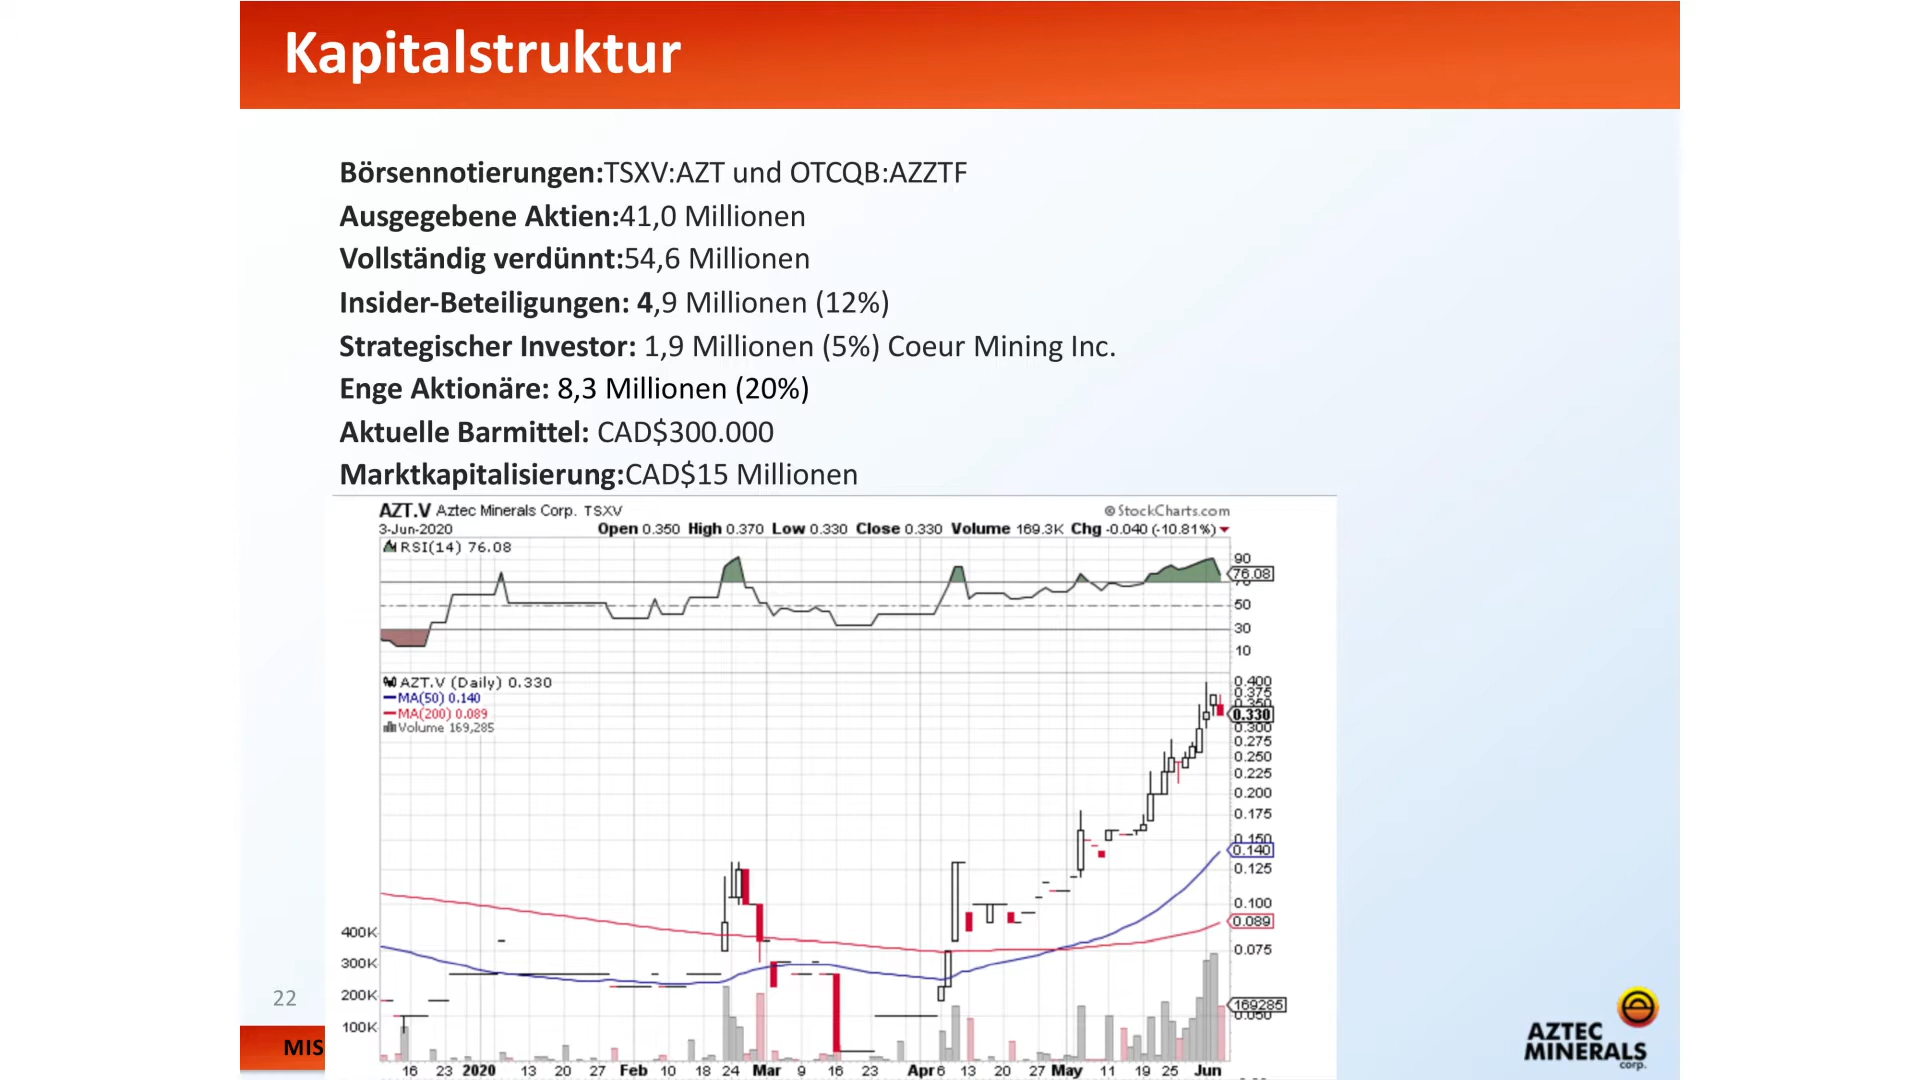 Kapitalstruktur
Börsennotierungen:TSXV:AZT und OTCQB:AZZTF
Ausgegebene Aktien:41,0 Millionen
Vollständig verdünnt:54,6 Millionen
Insider-Beteiligungen: 4,9 Millionen (12%)
Strategischer Investor: 1,9 Millionen (5%) Coeur Mining Inc.
Enge Aktionäre: 8,3 Millionen (20%)
Aktuelle Barmittel: CAD$300.000
Marktkapitalisierung:CAD$15 Millionen
AZT.V Aztec Minerals Corp. TSXV
© StockCharts.com
3-Jun-2020
Open 0.350 High 0.370 Low 0.330 Close 0.330 Volume 169.3K Chg -0.040 (-10.81%)
RSI(14) 76.08
90
76.08
70
50
30
10
AZT.V (Daily) 0.330
MA(50) 0.140
MA(200) 0.089
Volume 169,285
0.400
0.375
0.350
0.330
0.300
0.275
0.250
0.225
0.200
0.175
0.150
0.140
0.125
0.100
0.089
0.075
169285
0.050
400K
300K
200K
100K
16 23 2020 13 20 27 Feb 10 18 24 Mar 9 16 23 Apr 6 13 20 27 May 11 19 25 Jun
22
MIS
AZTEC
MINERALS
corp.